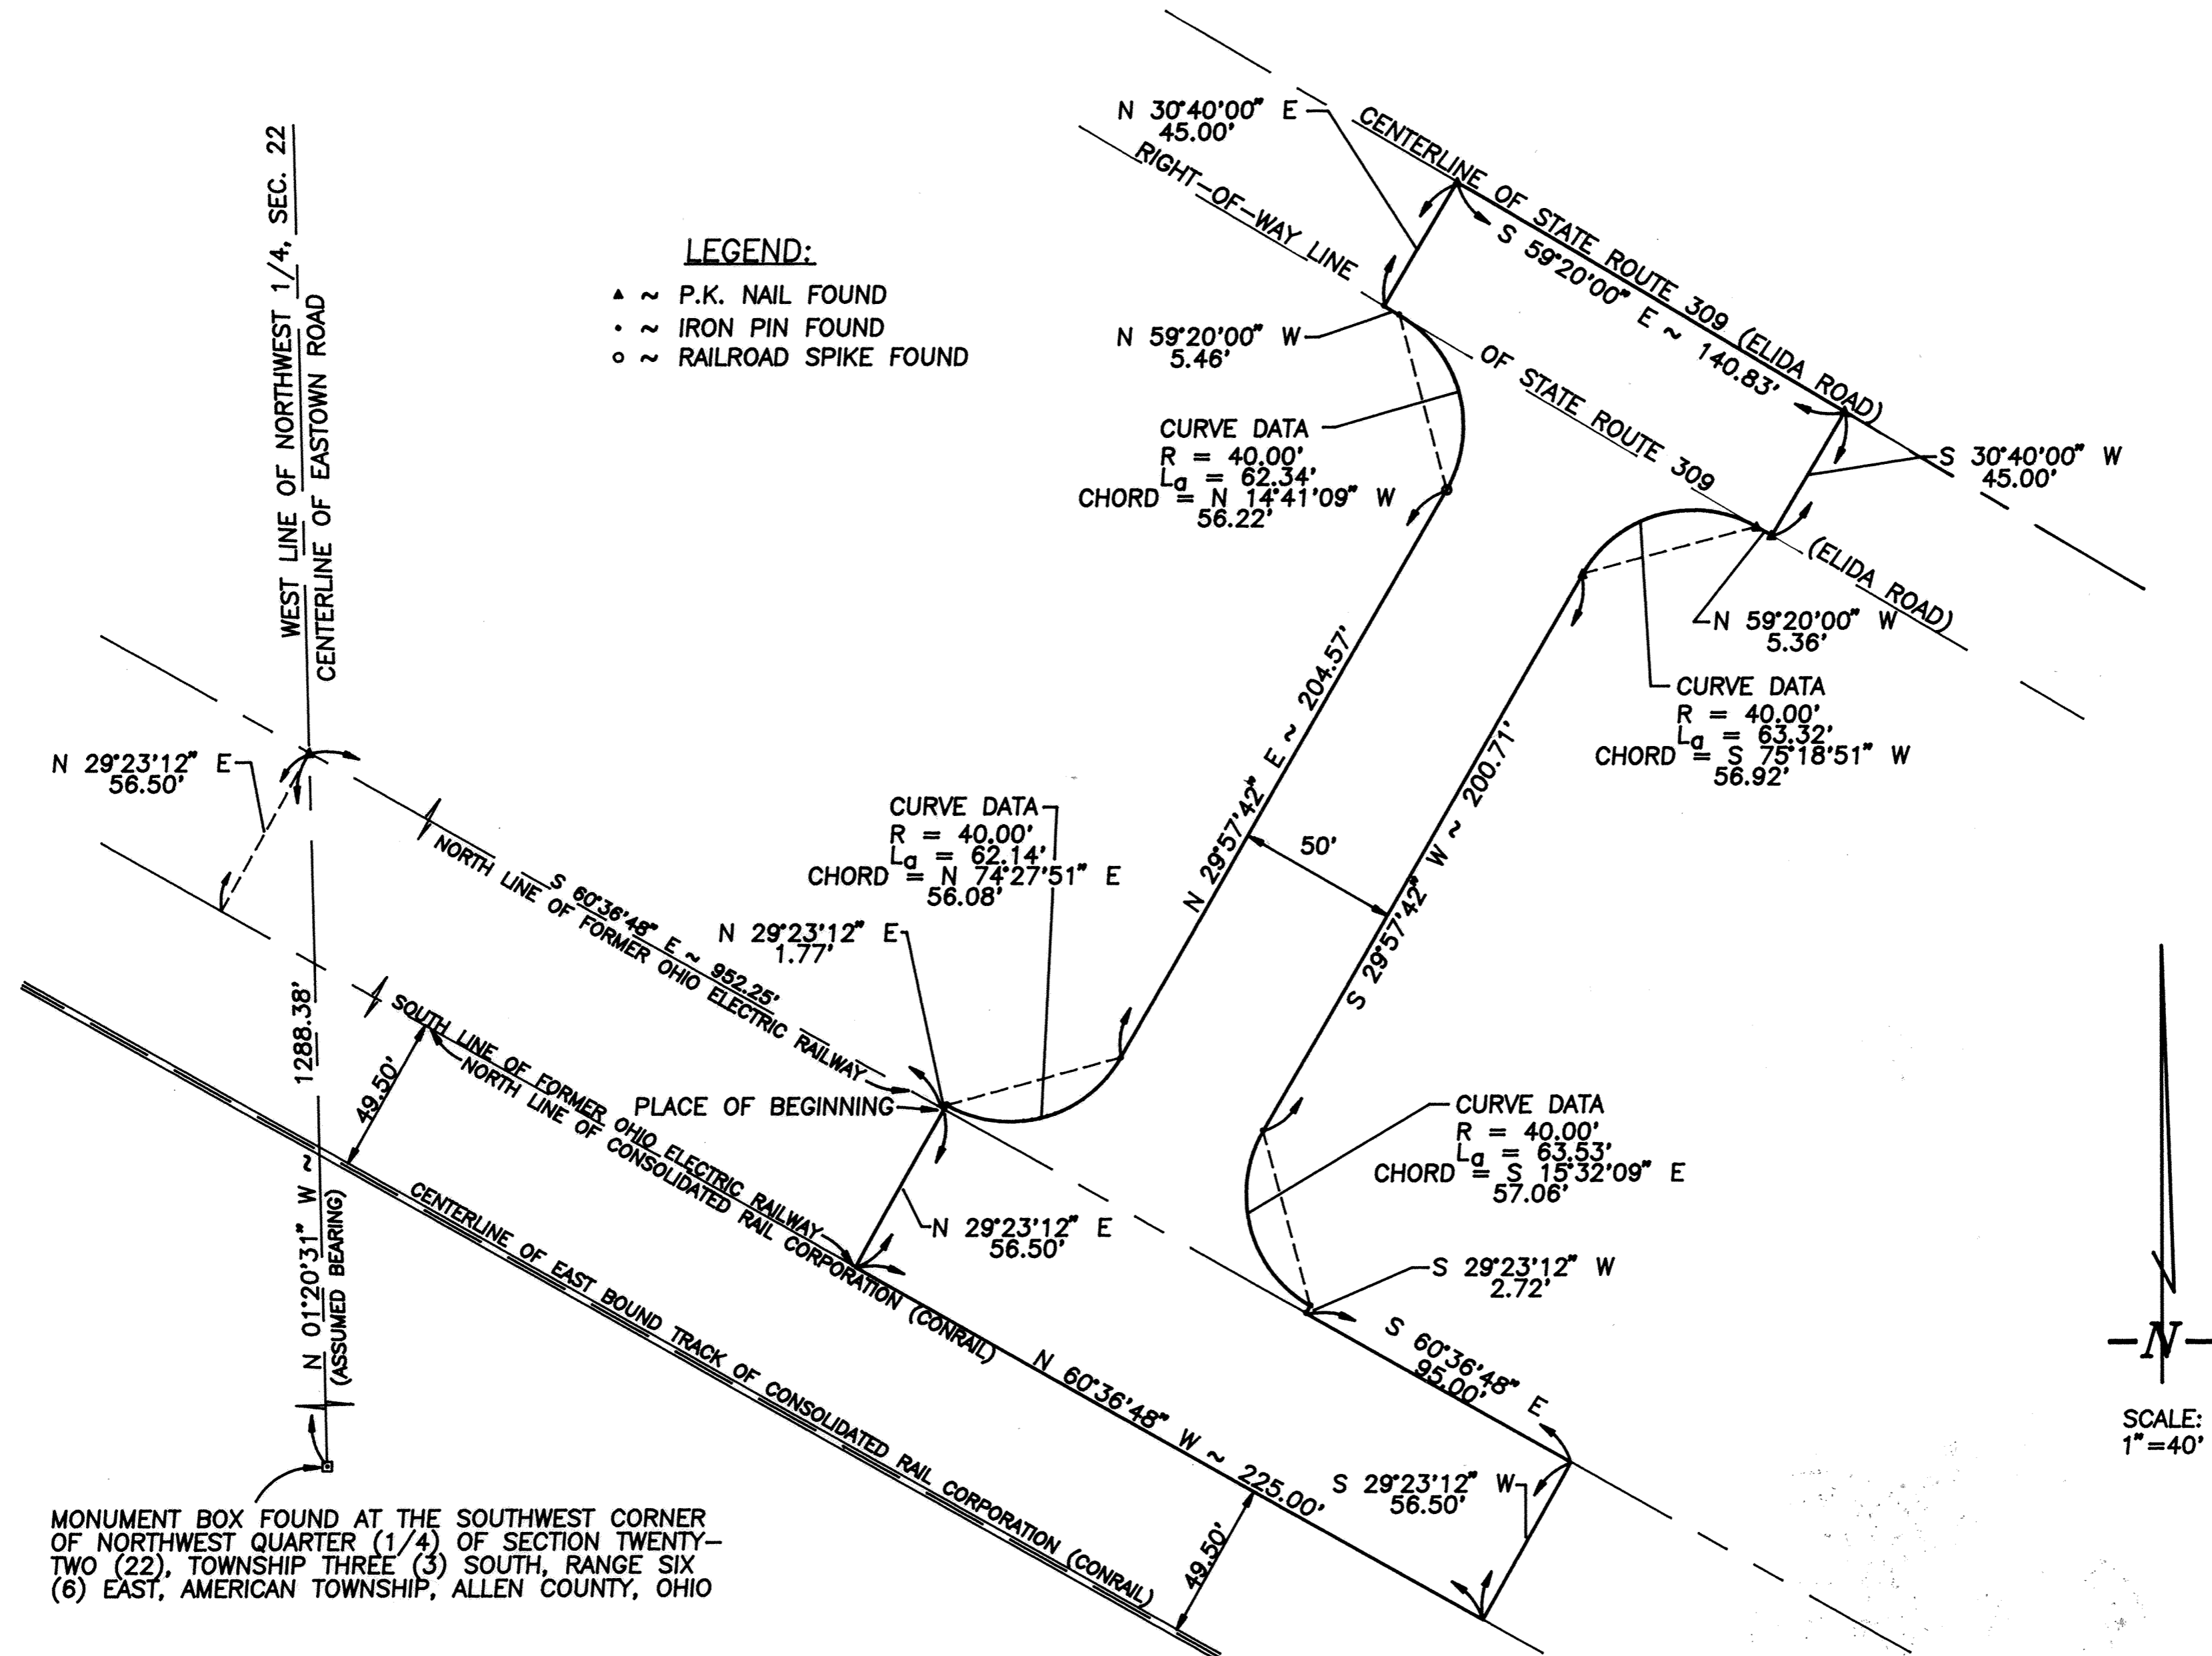 N 30°40'00" E
45.00'
CENTERLINE OF STATE ROUTE 309 (ELIDA ROAD)
S 59°20'00" E ~ 140.83'
RIGHT-OF-WAY LINE OF STATE ROUTE 309 (ELIDA ROAD)
WEST LINE OF NORTHWEST 1/4, SEC. 22
CENTERLINE OF EASTOWN ROAD
LEGEND:
▲ ~ P.K. NAIL FOUND
• ~ IRON PIN FOUND
o ~ RAILROAD SPIKE FOUND
N 59°20'00" W
5.46'
CURVE DATA
R = 40.00'
La = 62.34'
CHORD = N 14°41'09" W
56.22'
S 30°40'00" W
45.00'
N 59°20'00" W
5.36'
CURVE DATA
R = 40.00'
La = 63.32'
CHORD = S 75°18'51" W
56.92'
N 29°57'42" E ~ 204.57'
S 29°57'42" W ~ 200.71'
50'
N 29°23'12" E
56.50'
CURVE DATA
R = 40.00'
La = 62.14'
CHORD = N 74°27'51" E
56.08'
N 29°23'12" E
1.77'
S 60°36'48" E ~ 952.25'
NORTH LINE OF FORMER OHIO ELECTRIC RAILWAY
PLACE OF BEGINNING
SOUTH LINE OF FORMER OHIO ELECTRIC RAILWAY
NORTH LINE OF CONSOLIDATED RAIL CORPORATION (CONRAIL)
49.50'
N 01°20'31" W ~ 1288.38'
(ASSUMED BEARING)
CENTERLINE OF EAST BOUND TRACK OF CONSOLIDATED RAIL CORPORATION (CONRAIL)
N 29°23'12" E
56.50'
CURVE DATA
R = 40.00'
La = 63.53'
CHORD = S 15°32'09" E
57.06'
S 29°23'12" W
2.72'
S 60°36'48" E
95.00'
N 60°36'48" W ~ 225.00'
S 29°23'12" W
56.50'
49.50'
N
SCALE:
1"=40'
MONUMENT BOX FOUND AT THE SOUTHWEST CORNER
OF NORTHWEST QUARTER (1/4) OF SECTION TWENTY-
TWO (22), TOWNSHIP THREE (3) SOUTH, RANGE SIX
(6) EAST, AMERICAN TOWNSHIP, ALLEN COUNTY, OHIO